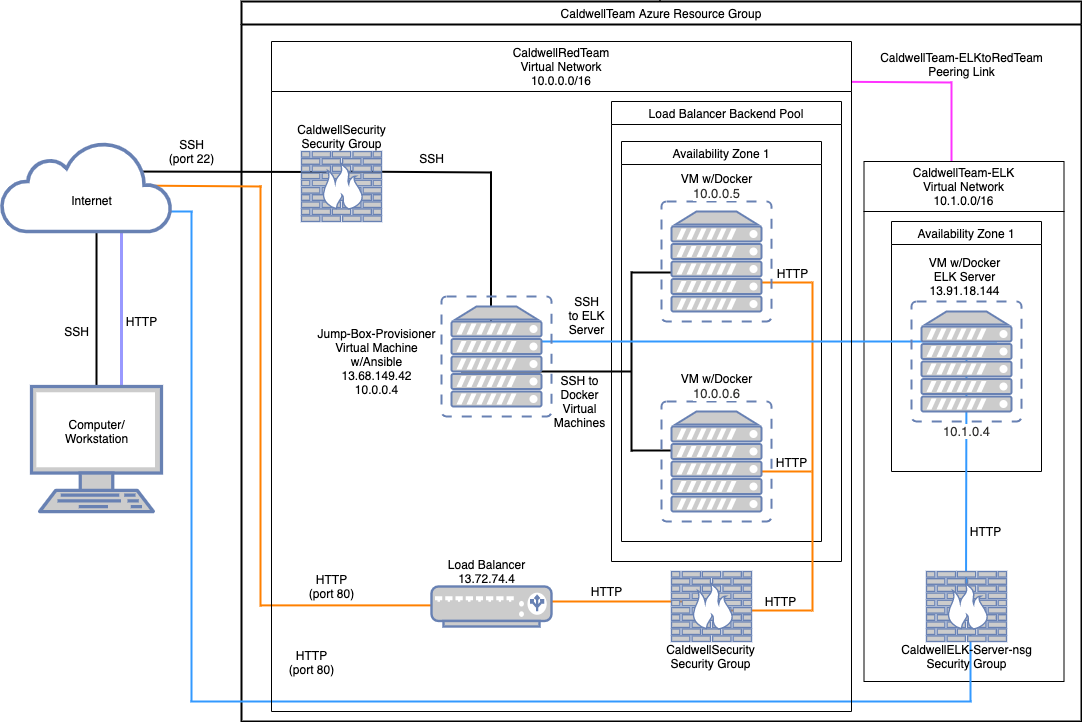 CaldwellTeam Azure Resource Group
CaldwellRedTeam
Virtual Network
10.0.0.0/16
CaldwellTeam-ELKtoRedTeam
Peering Link
Load Balancer Backend Pool
CaldwellSecurity
Security Group
SSH
(port 22)
SSH
Availability Zone 1
VM w/Docker
10.0.0.5
CaldwellTeam-ELK
Virtual Network
10.1.0.0/16
Internet
Availability Zone 1
VM w/Docker
ELK Server
13.91.18.144
HTTP
SSH
to ELK
Server
SSH
HTTP
Jump-Box-Provisioner
Virtual Machine
w/Ansible
13.68.149.42
10.0.0.4
SSH to
Docker
Virtual
Machines
VM w/Docker
10.0.0.6
Computer/
Workstation
10.1.0.4
HTTP
HTTP
Load Balancer
13.72.74.4
HTTP
(port 80)
HTTP
HTTP
CaldwellSecurity
Security Group
CaldwellELK-Server-nsg
Security Group
HTTP
(port 80)